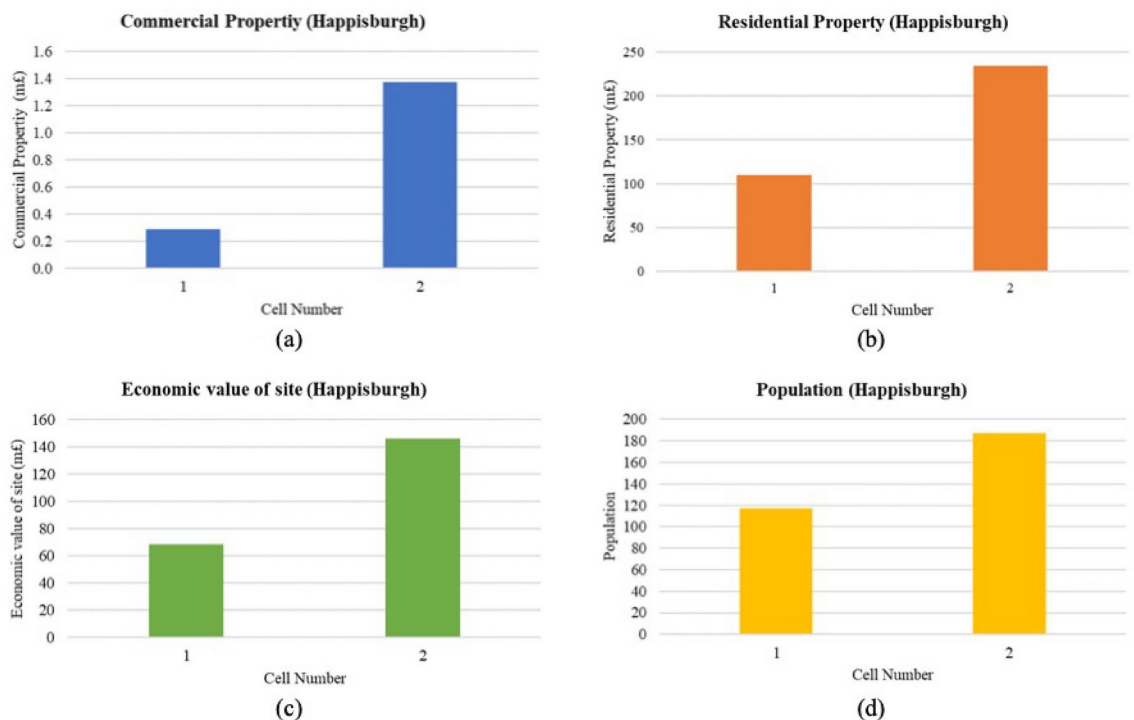 Commercial Propertiy (Happisburgh)
Commercial Propertiy (m£)
1.6
1.4
1.2
1.0
0.8
0.6
0.4
0.2
0.0
1 2
Cell Number
(a)
Residential Property (Happisburgh)
Residential Property (m£)
250
200
150
100
50
0
1 2
Cell Number
(b)
Economic value of site (Happisburgh)
Economic value of site (m£)
160
140
120
100
80
60
40
20
0
1 2
Cell Number
(c)
Population (Happisburgh)
Population
200
180
160
140
120
100
80
60
40
20
0
1 2
Cell Number
(d)